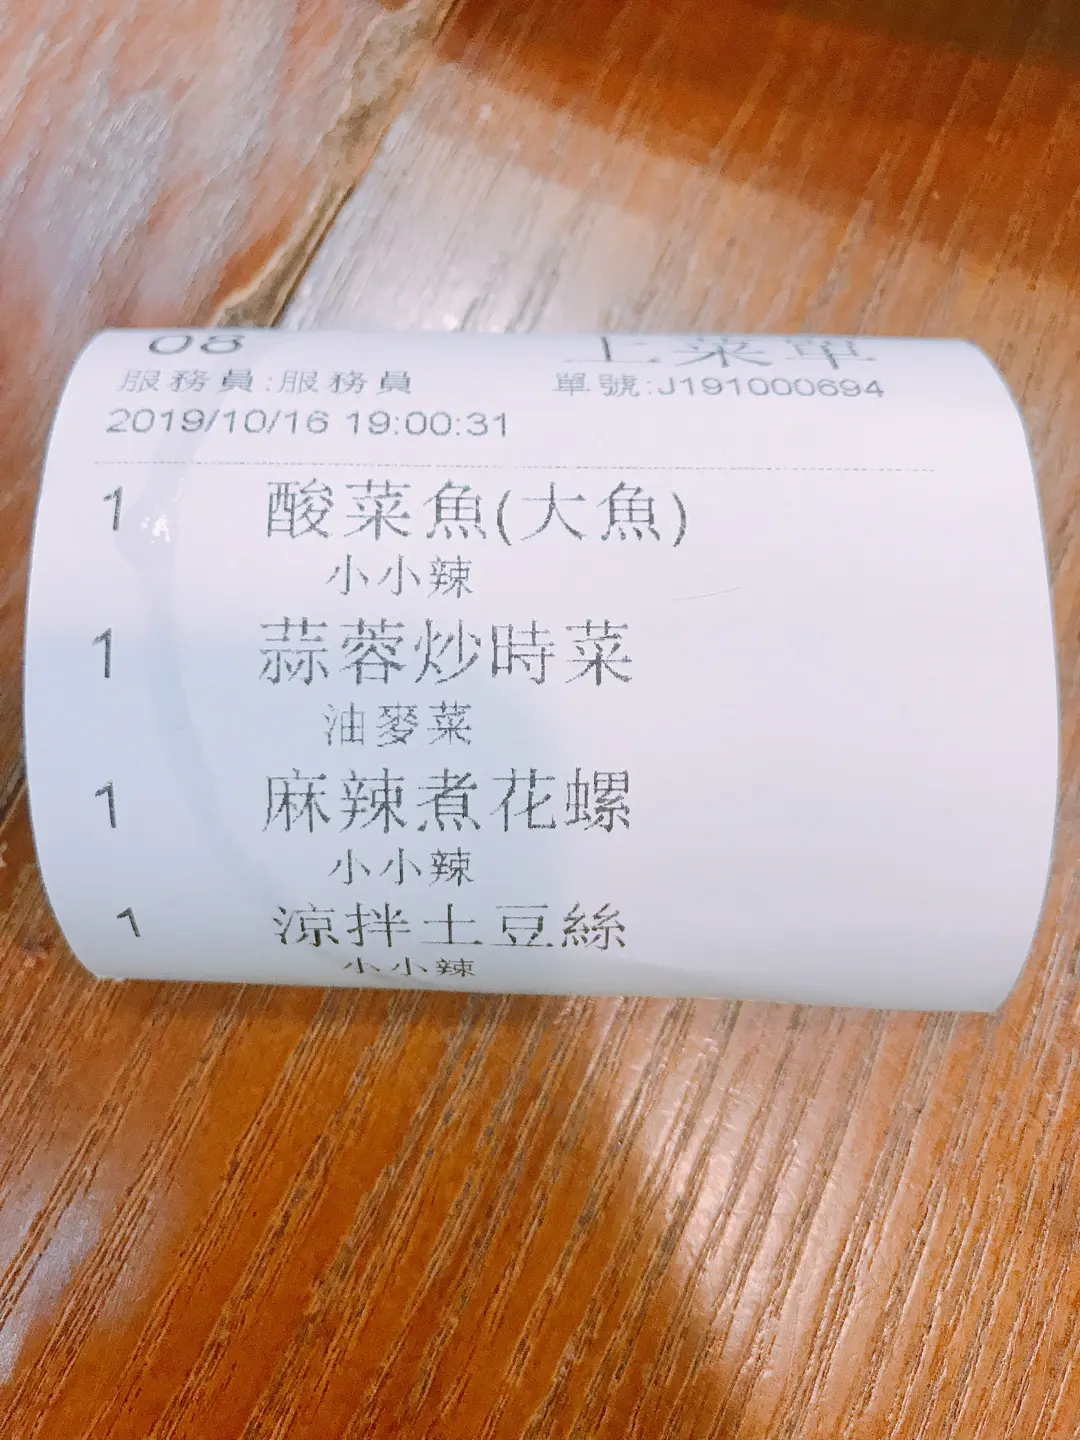 08 上菜單
服務員:服務員 單號:J191000694
2019/10/16 19:00:31
1 酸菜魚(大魚)
小小辣
1 蒜蓉炒時菜
油麥菜
1 麻辣煮花螺
小小辣
1 涼拌土豆絲
小小辣